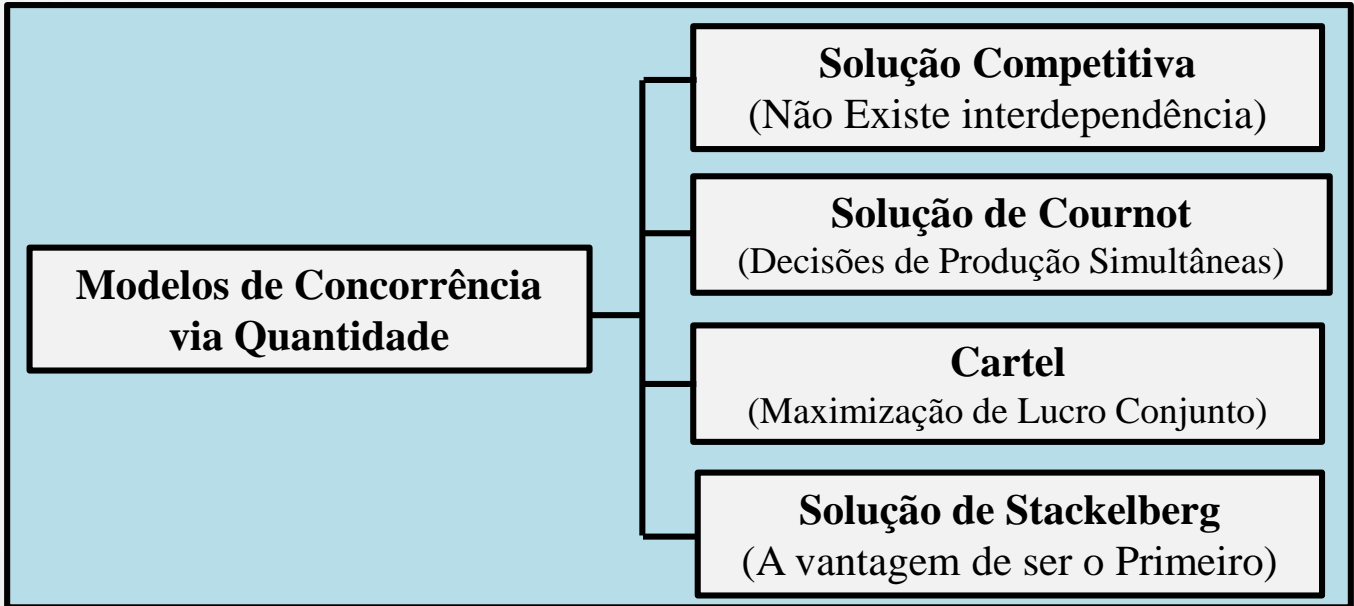 Solução Competitiva
(Não Existe interdependência)
Solução de Cournot
(Decisões de Produção Simultâneas)
Modelos de Concorrência
via Quantidade
Cartel
(Maximização de Lucro Conjunto)
Solução de Stackelberg
(A vantagem de ser o Primeiro)